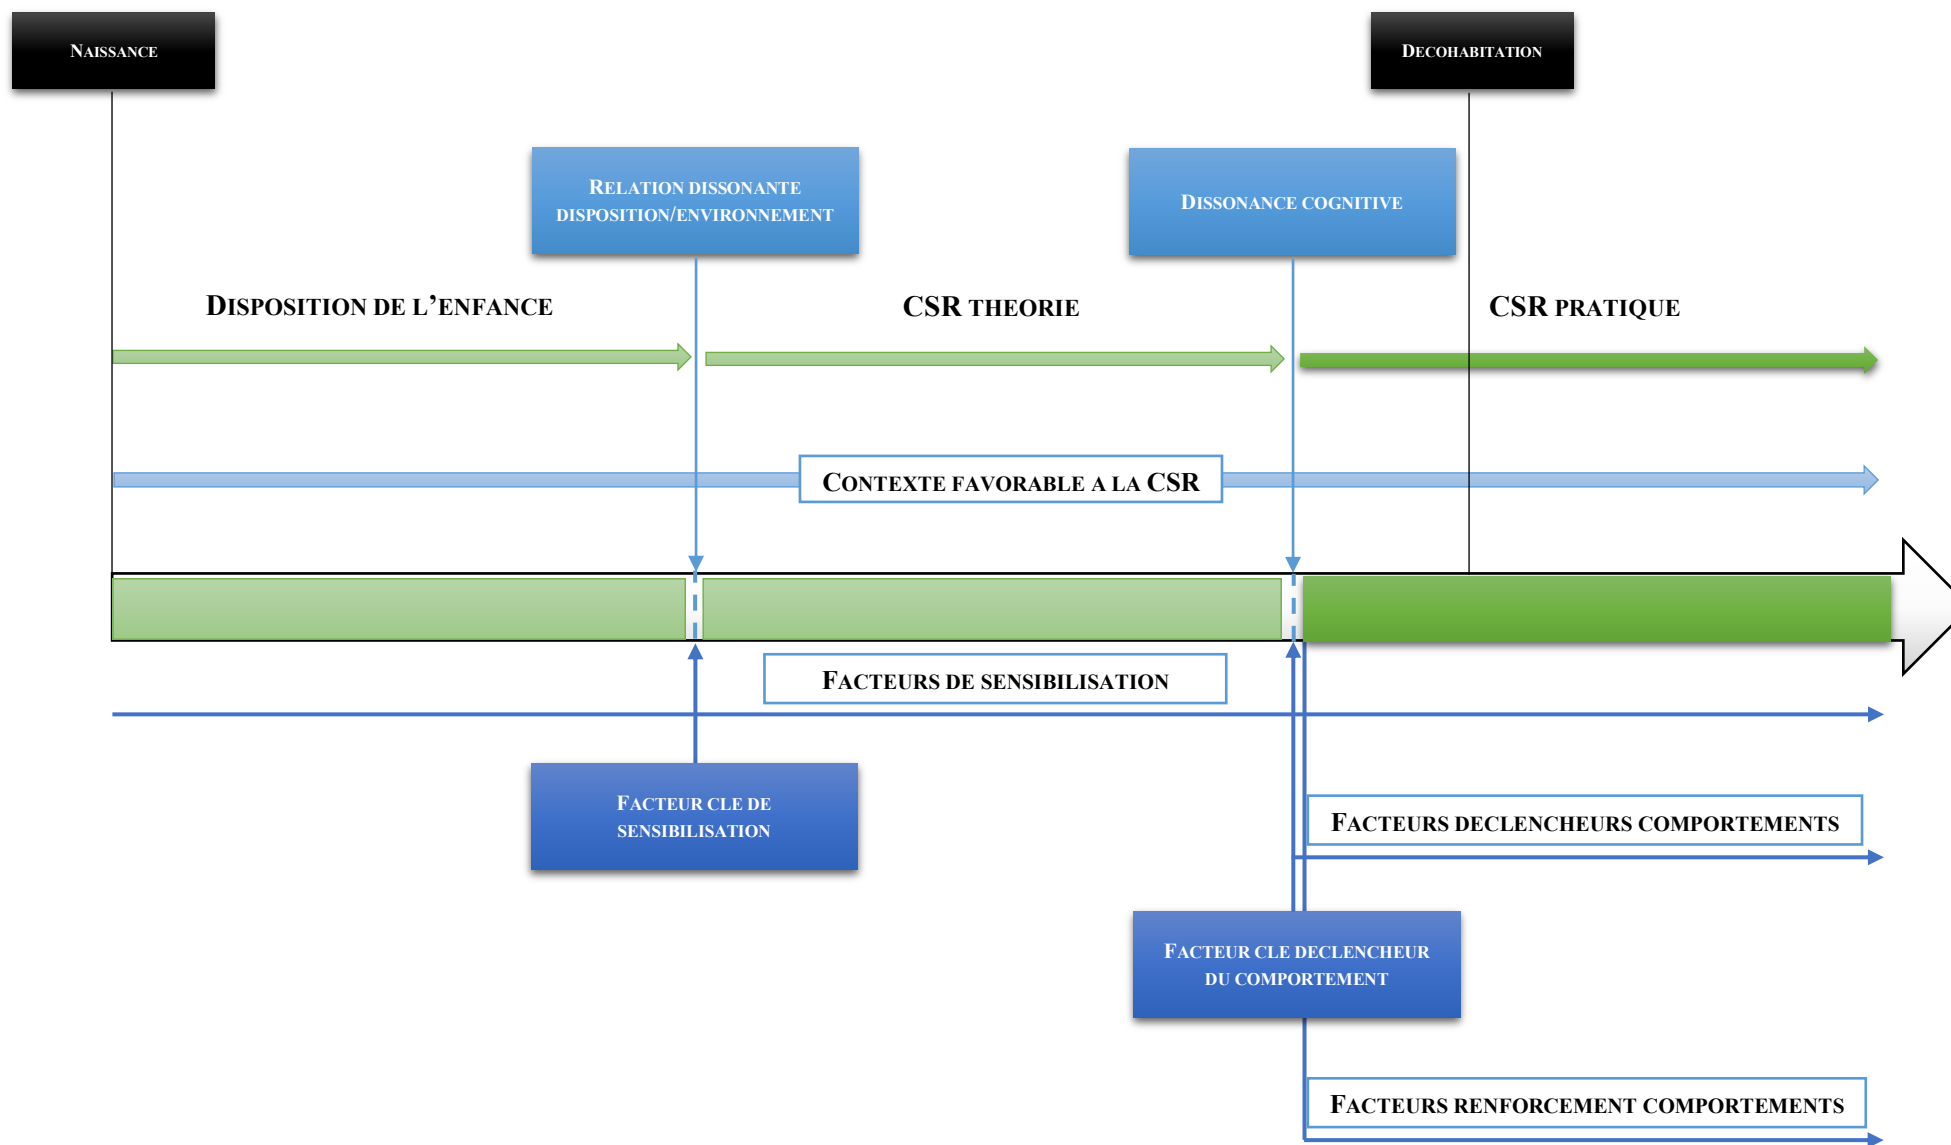 NAISSANCE
DECOHABITATION
RELATION DISSONANTE
DISPOSITION/ENVIRONNEMENT
DISSONANCE COGNITIVE
DISPOSITION DE L’ENFANCE
CSR THEORIE
CSR PRATIQUE
CONTEXTE FAVORABLE A LA CSR
FACTEURS DE SENSIBILISATION
FACTEUR CLE DE
SENSIBILISATION
FACTEURS DECLENCHEURS COMPORTEMENTS
FACTEUR CLE DECLENCHEUR
DU COMPORTEMENT
FACTEURS RENFORCEMENT COMPORTEMENTS